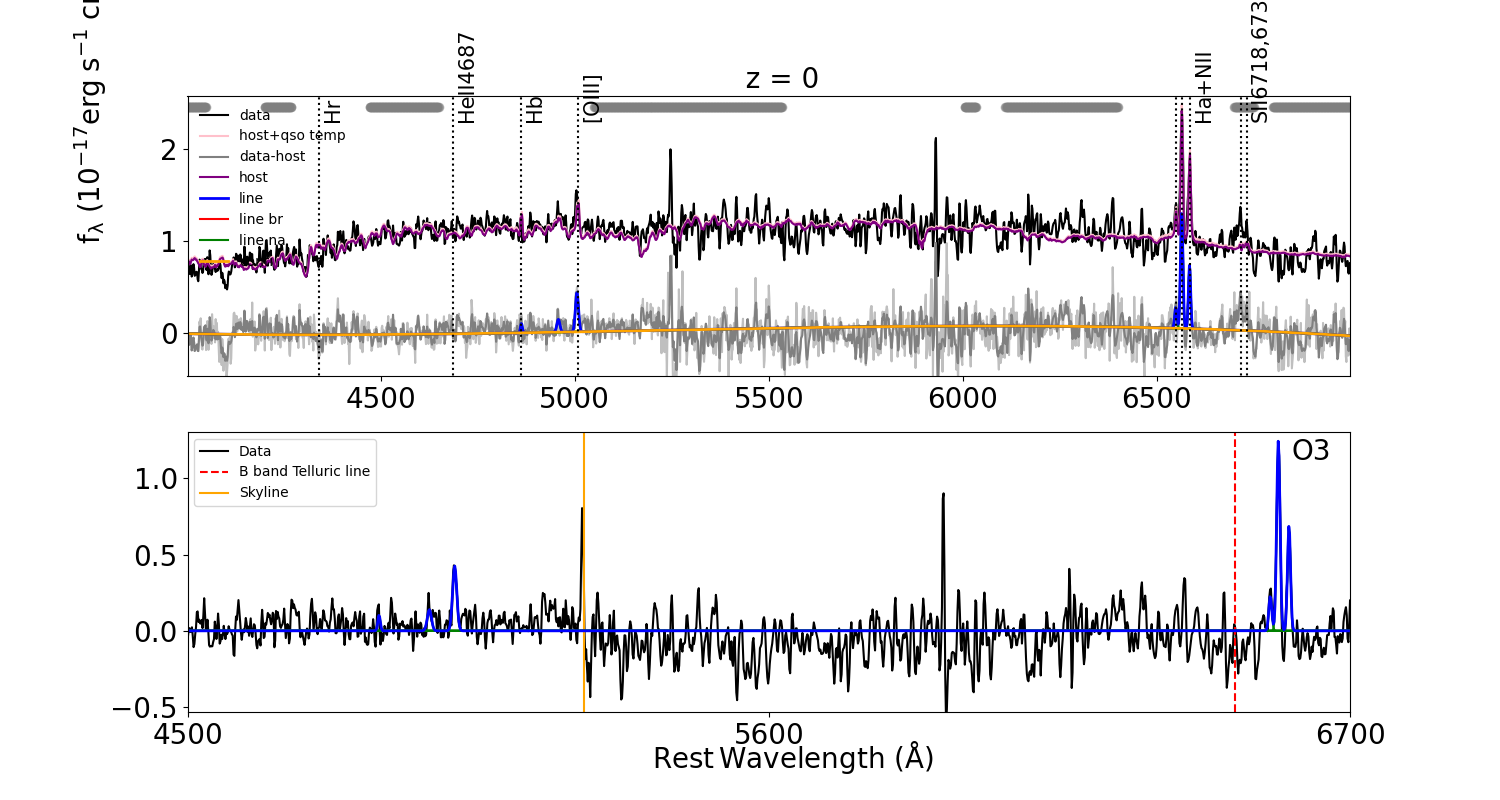 z = 0
Hr
HeII4687
Hb
[OIII]
Ha+NII
SII6718,673
data
host+qso temp
data-host
host
line
line br
line na
f_λ (10^{−17} erg s^{−1}
2
1
0
4500 5000 5500 6000 6500
Data
B band Telluric line
Skyline
O3
1.0
0.5
0.0
−0.5
4500 5600 6700
Rest Wavelength (Å)